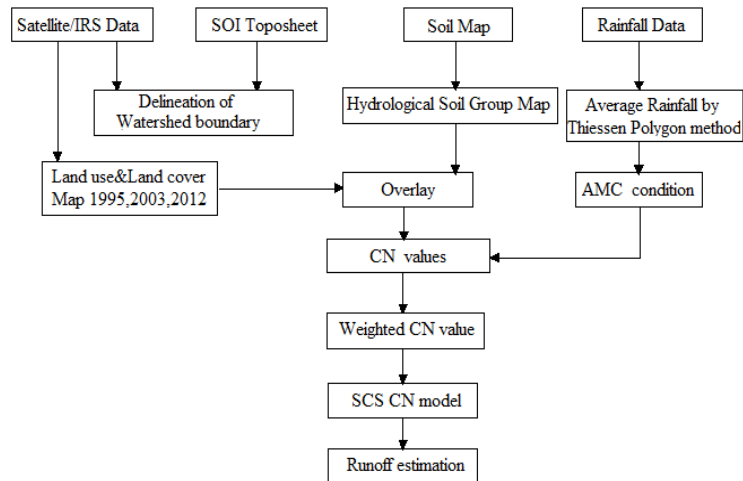 Satellite/IRS Data
SOI Toposheet
Soil Map
Rainfall Data
Delineation of
Watershed boundary
Hydrological Soil Group Map
Average Rainfall by
Thiessen Polygon method
Land use&Land cover
Map 1995,2003,2012
Overlay
AMC condition
CN values
Weighted CN value
SCS CN model
Runoff estimation